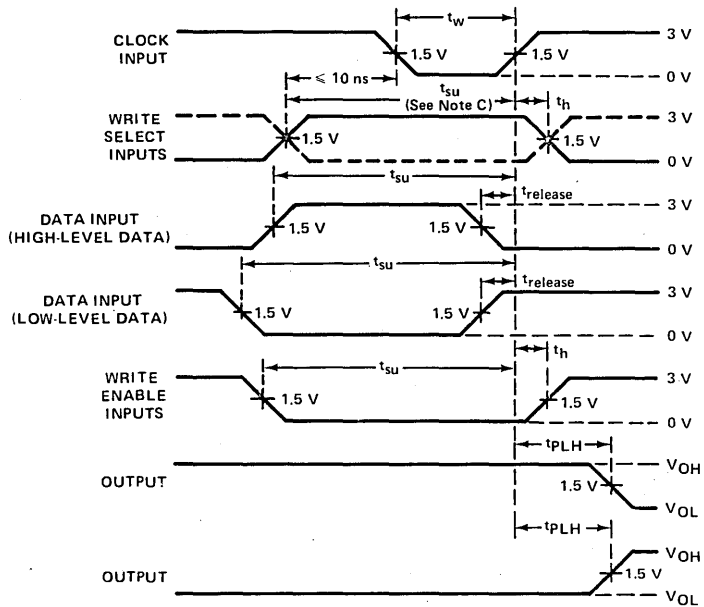 tw
3 V
CLOCK
INPUT
1.5 V
1.5 V
0 V
≤ 10 ns
tsu
(See Note C)
th
3 V
WRITE
SELECT
INPUTS
1.5 V
1.5 V
0 V
tsu
trelease
3 V
DATA INPUT
(HIGH-LEVEL DATA)
1.5 V
1.5 V
0 V
tsu
trelease
3 V
DATA INPUT
(LOW-LEVEL DATA)
1.5 V
1.5 V
0 V
tsu
th
3 V
WRITE
ENABLE
INPUTS
1.5 V
1.5 V
0 V
tPLH
VOH
OUTPUT
1.5 V
VOL
tPLH
VOH
OUTPUT
1.5 V
VOL